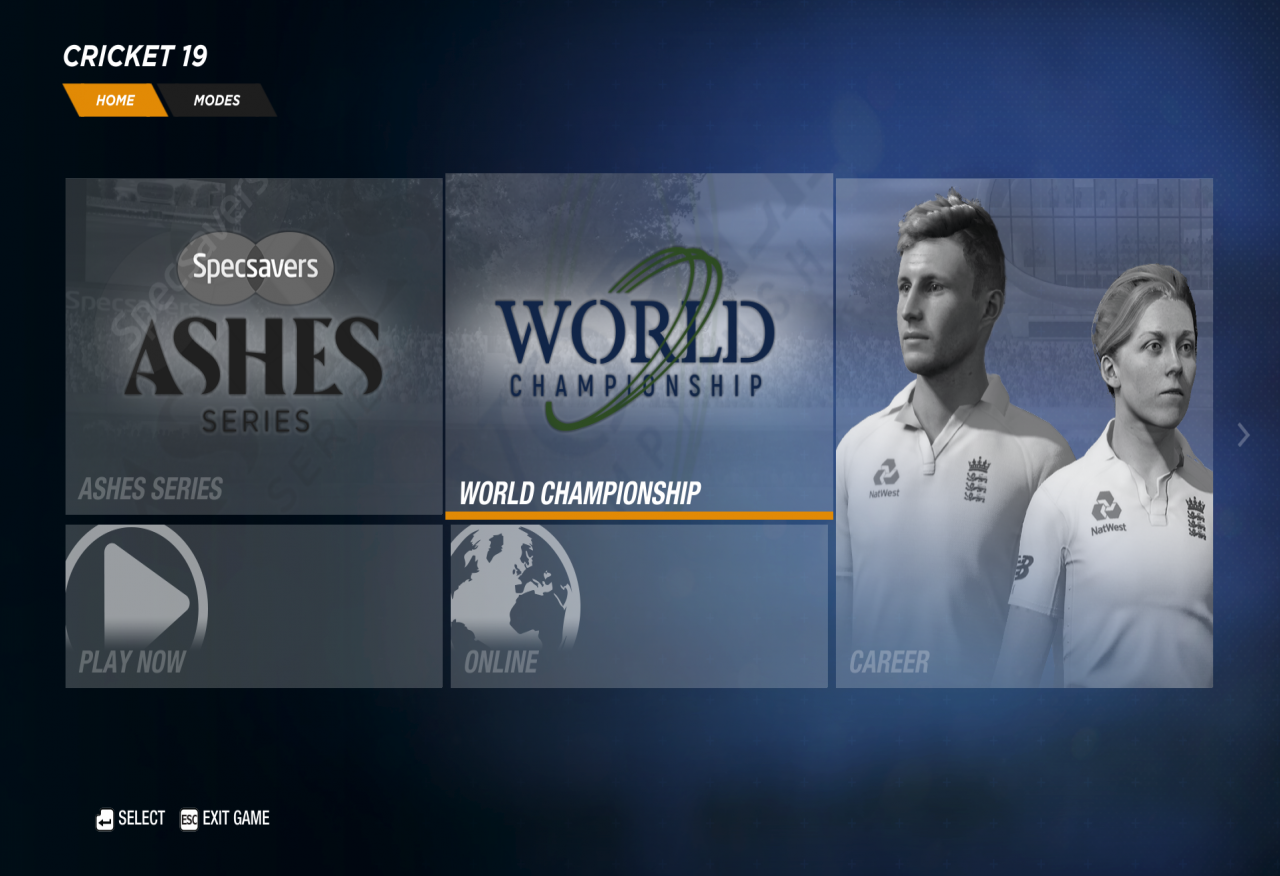 CRICKET 19
HOME
MODES
Specsavers
ASHES
SERIES
ASHES SERIES
WORLD
CHAMPIONSHIP
WORLD CHAMPIONSHIP
NatWest
NatWest
NB
PLAY NOW
ONLINE
CAREER
SELECT
ESC EXIT GAME